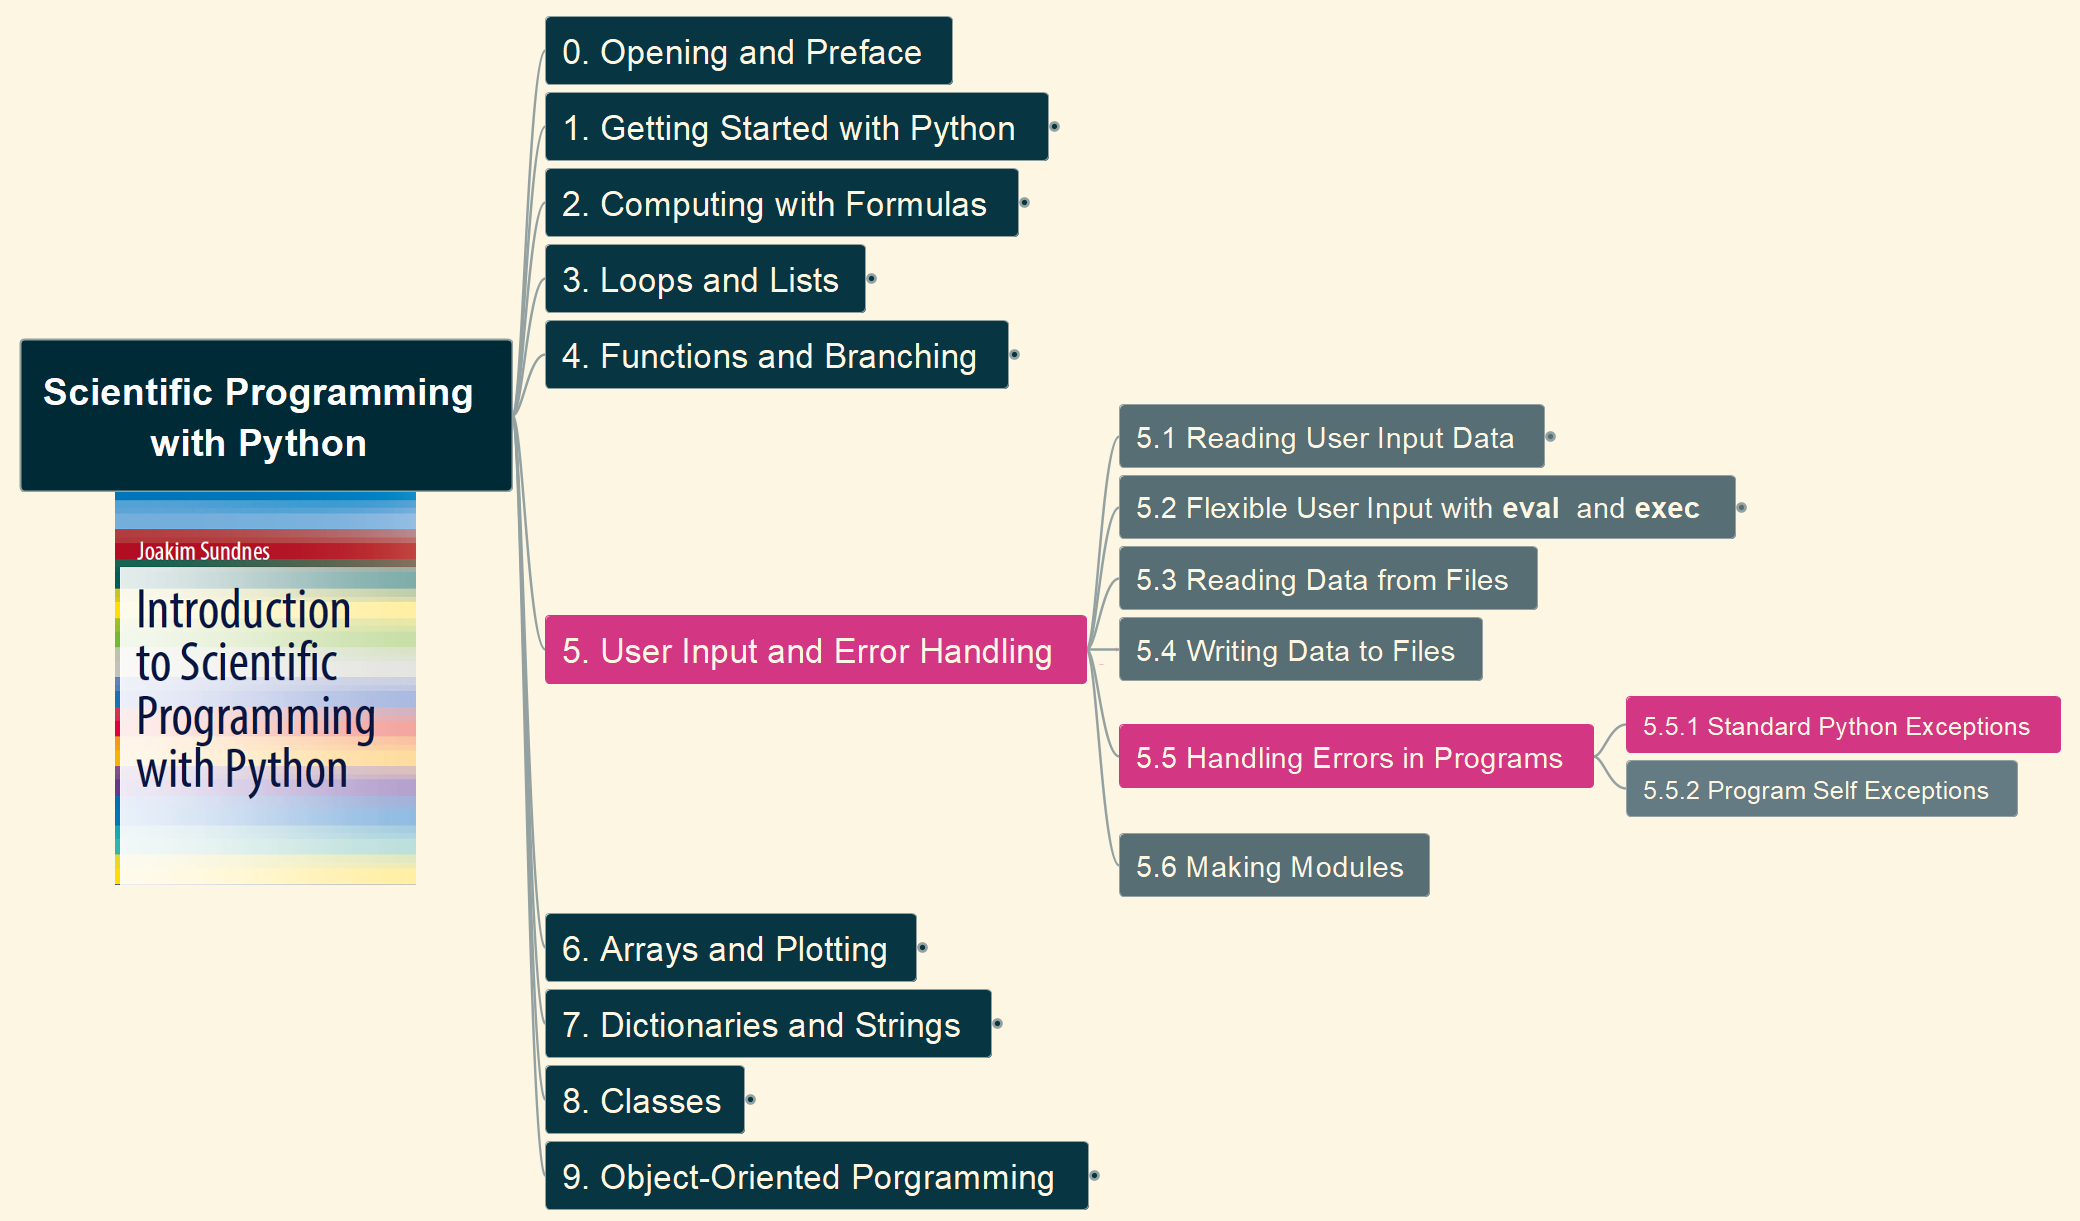 0. Opening and Preface
1. Getting Started with Python
2. Computing with Formulas
3. Loops and Lists
4. Functions and Branching
Scientific Programming
with Python
Joakim Sundnes
Introduction
to Scientific
Programming
with Python
5. User Input and Error Handling
5.1 Reading User Input Data
5.2 Flexible User Input with eval and exec
5.3 Reading Data from Files
5.4 Writing Data to Files
5.5 Handling Errors in Programs
5.5.1 Standard Python Exceptions
5.5.2 Program Self Exceptions
5.6 Making Modules
6. Arrays and Plotting
7. Dictionaries and Strings
8. Classes
9. Object-Oriented Porgramming